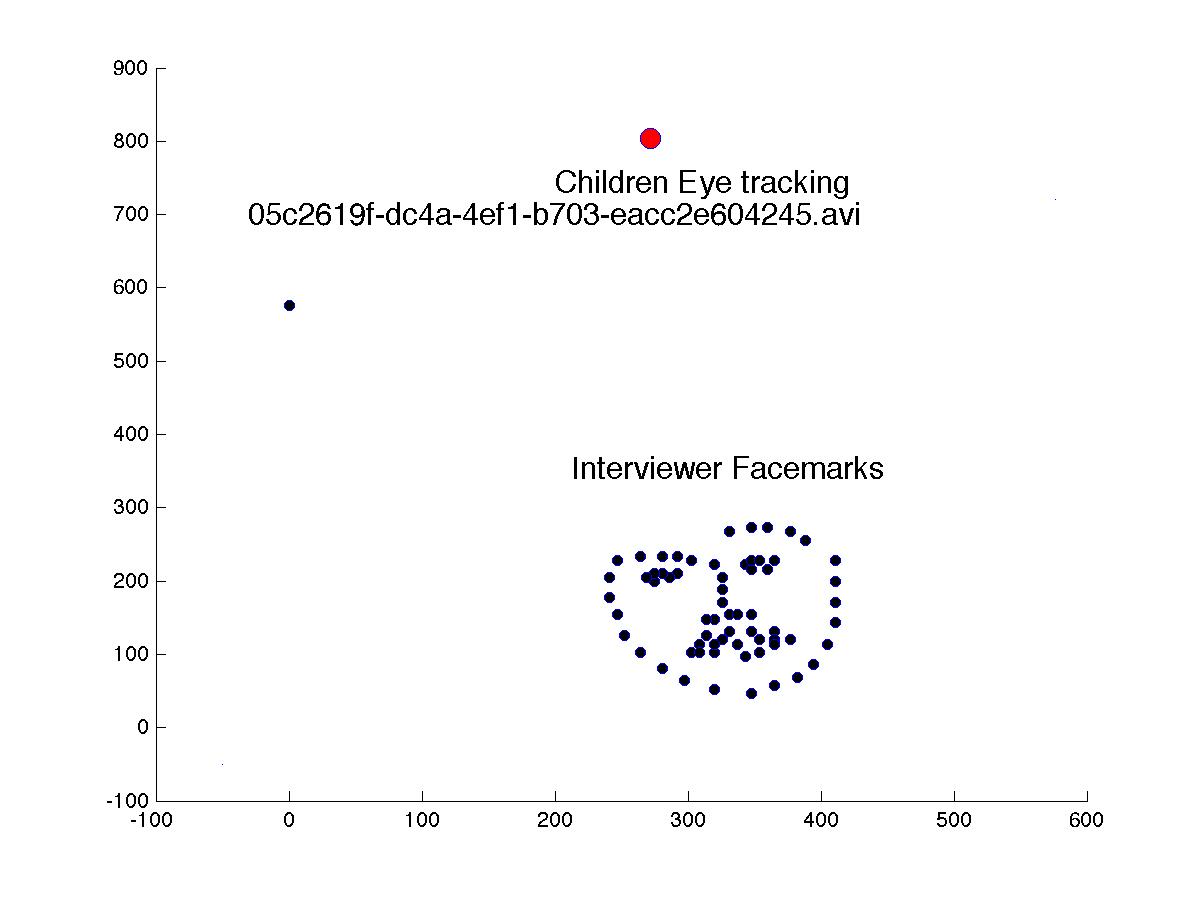 900
800
Children Eye tracking
700
05c2619f-dc4a-4ef1-b703-eacc2e604245.avi
600
500
400
Interviewer Facemarks
300
200
100
0
-100
-100 0 100 200 300 400 500 600